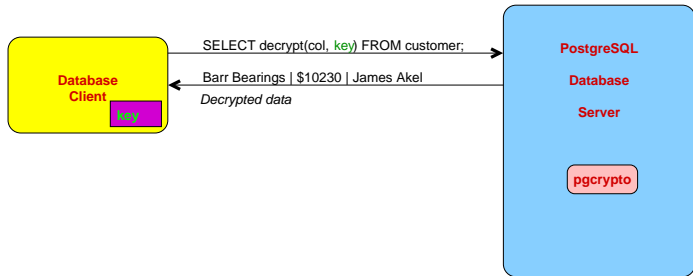 SELECT decrypt(col, key) FROM customer;
Barr Bearings | $10230 | James Akel
Decrypted data
Database
Client
key
PostgreSQL
Database
Server
pgcrypto